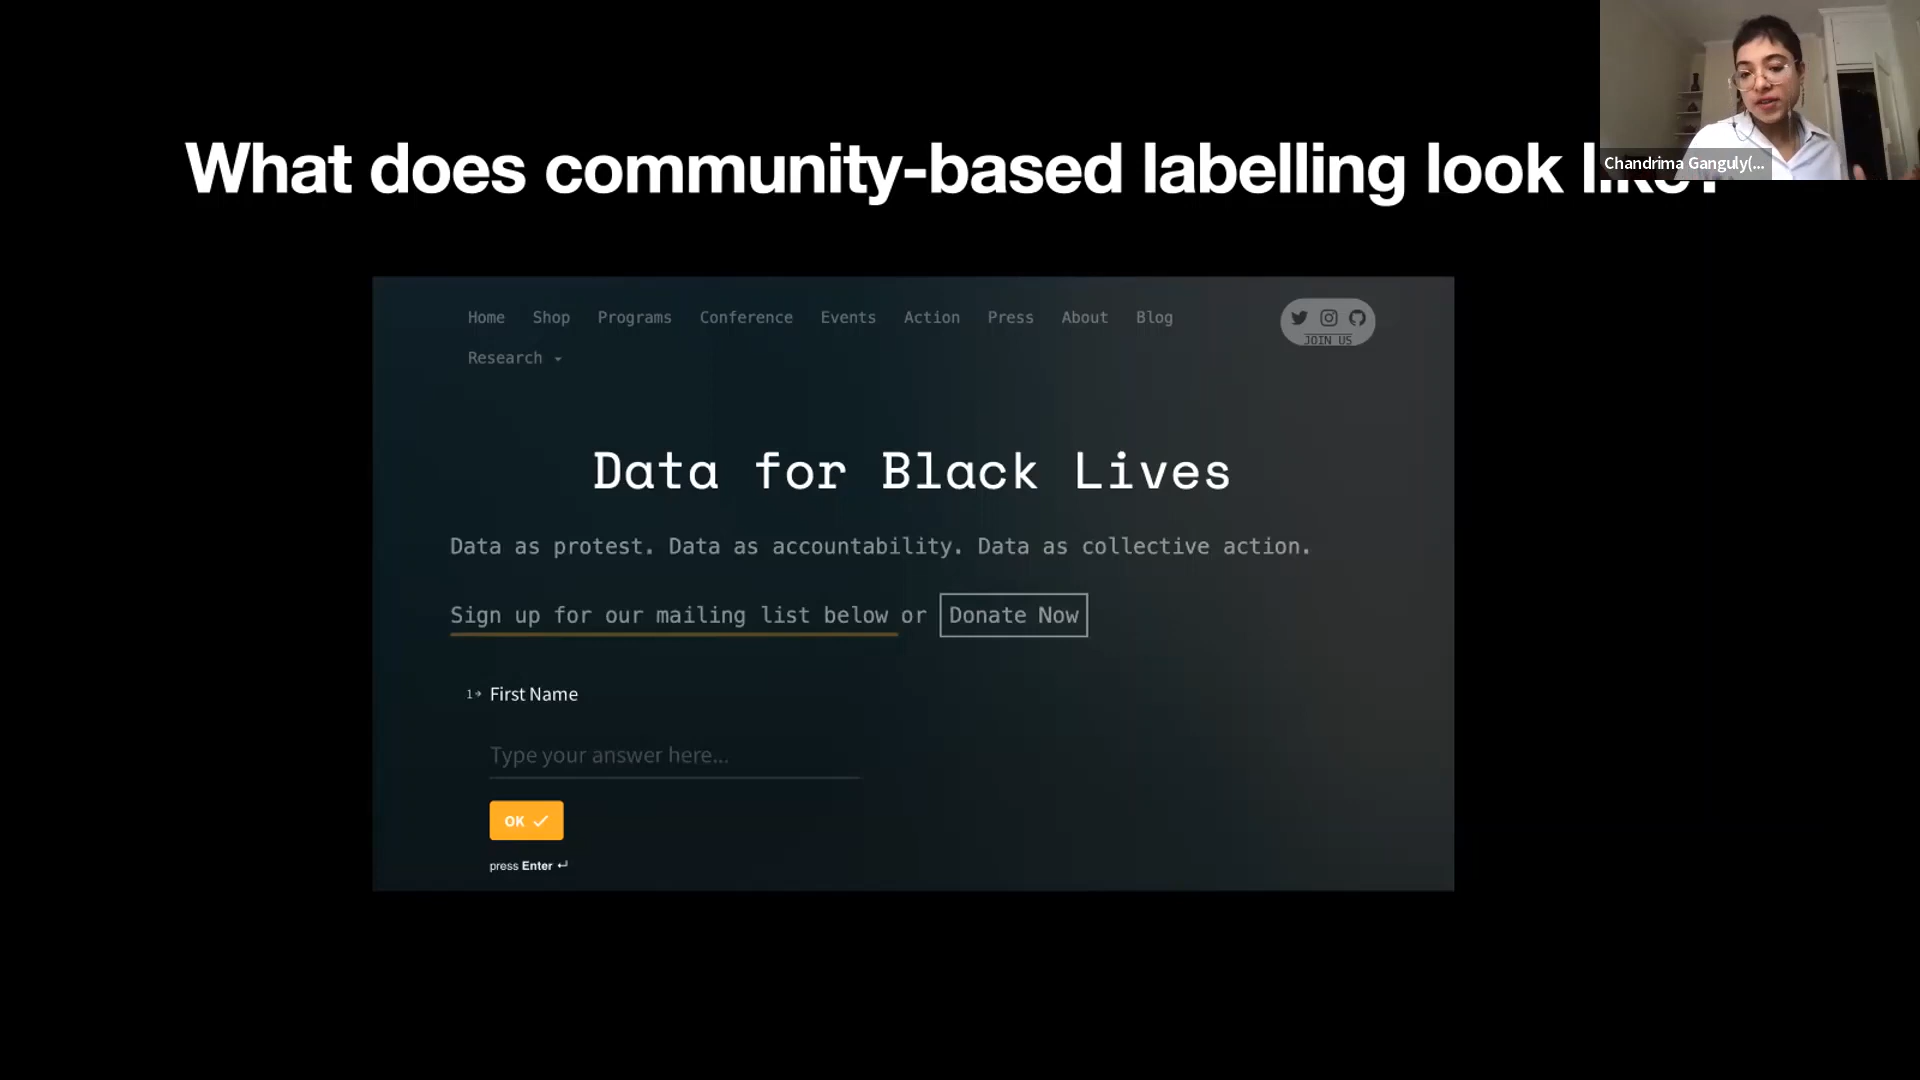 What does community-based labelling look like?
Chandrima Ganguly(...
Home Shop Programs Conference Events Action Press About Blog
Research
JOIN US
Data for Black Lives
Data as protest. Data as accountability. Data as collective action.
Sign up for our mailing list below or Donate Now
1 First Name
Type your answer here...
OK
press Enter